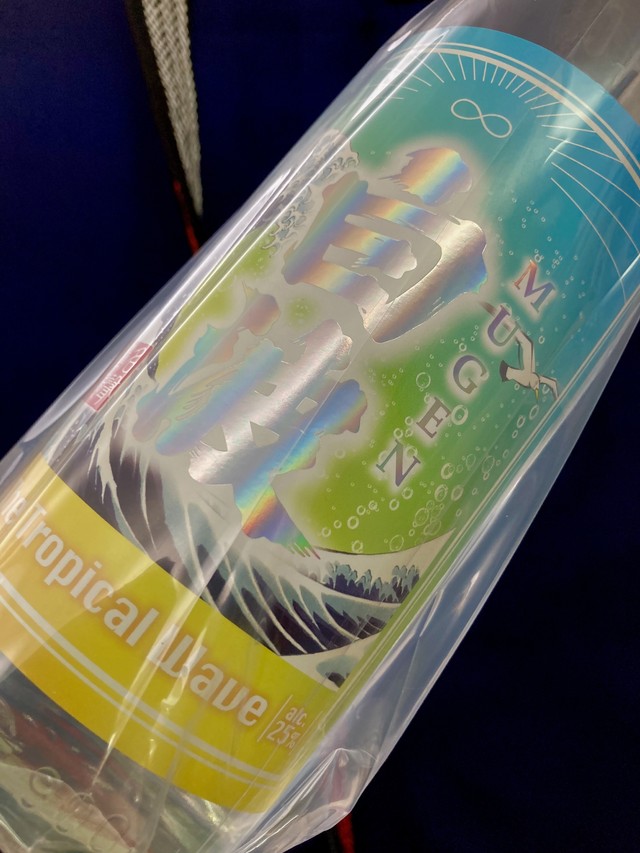 白波
MUGEN
Tropical Wave
alc.
25%